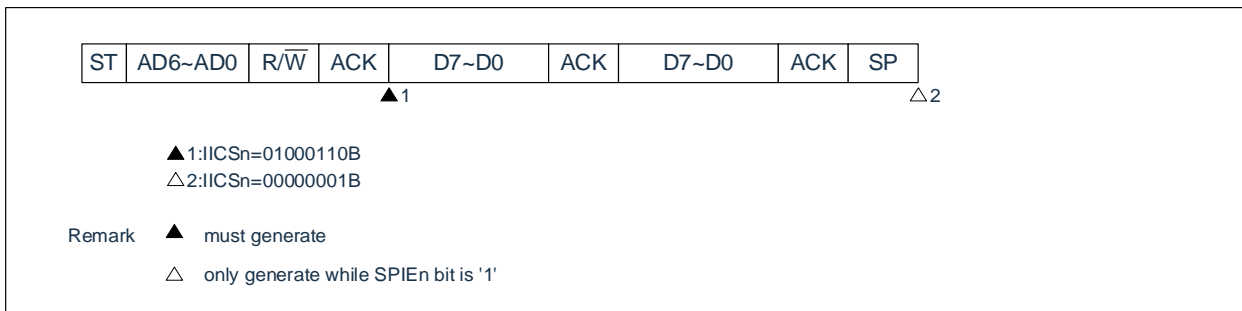 ST AD6~AD0 R/W̅ ACK D7~D0 ACK D7~D0 ACK SP
▲1 △2
▲1:IICSn=01000110B
△2:IICSn=00000001B
Remark ▲ must generate
△ only generate while SPIEn bit is '1'